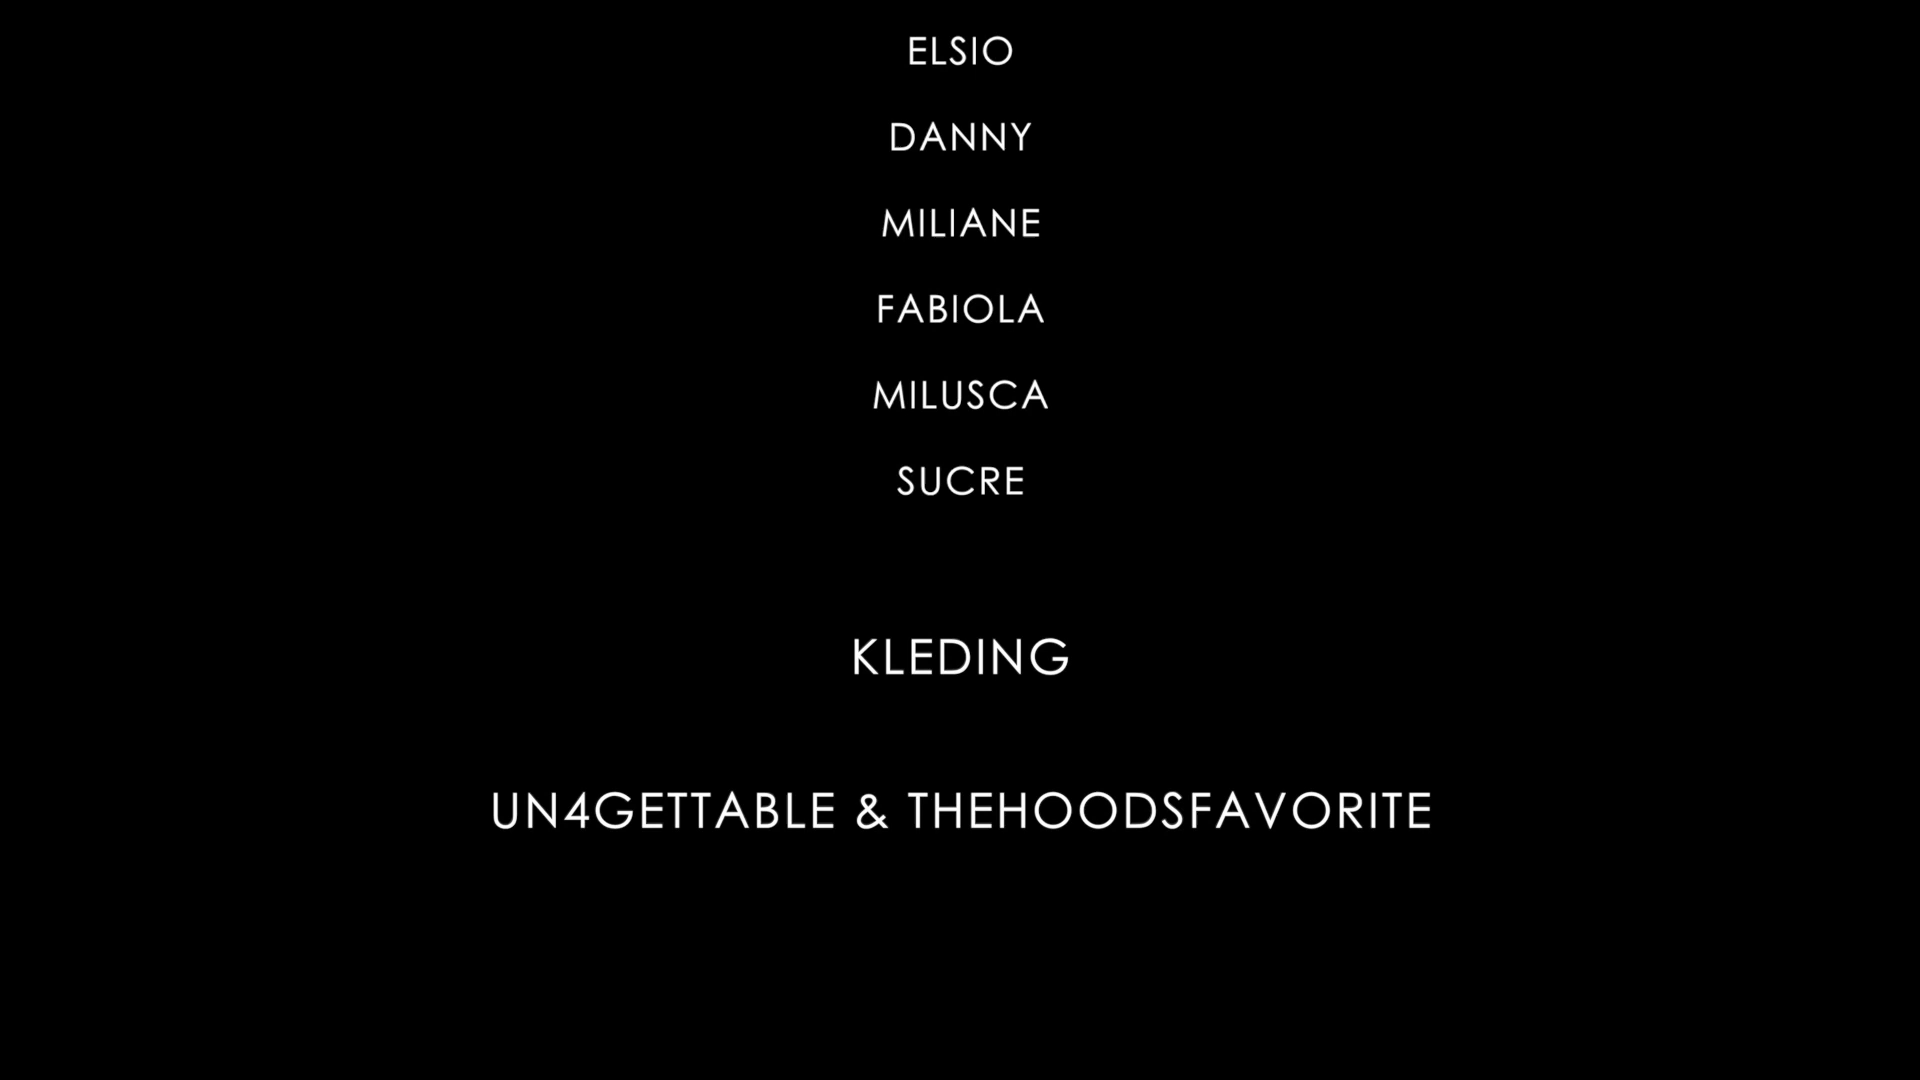 ELSIO
DANNY
MILIANE
FABIOLA
MILUSCA
SUCRE
KLEDING
UN4GETTABLE & THEHOODSFAVORITE